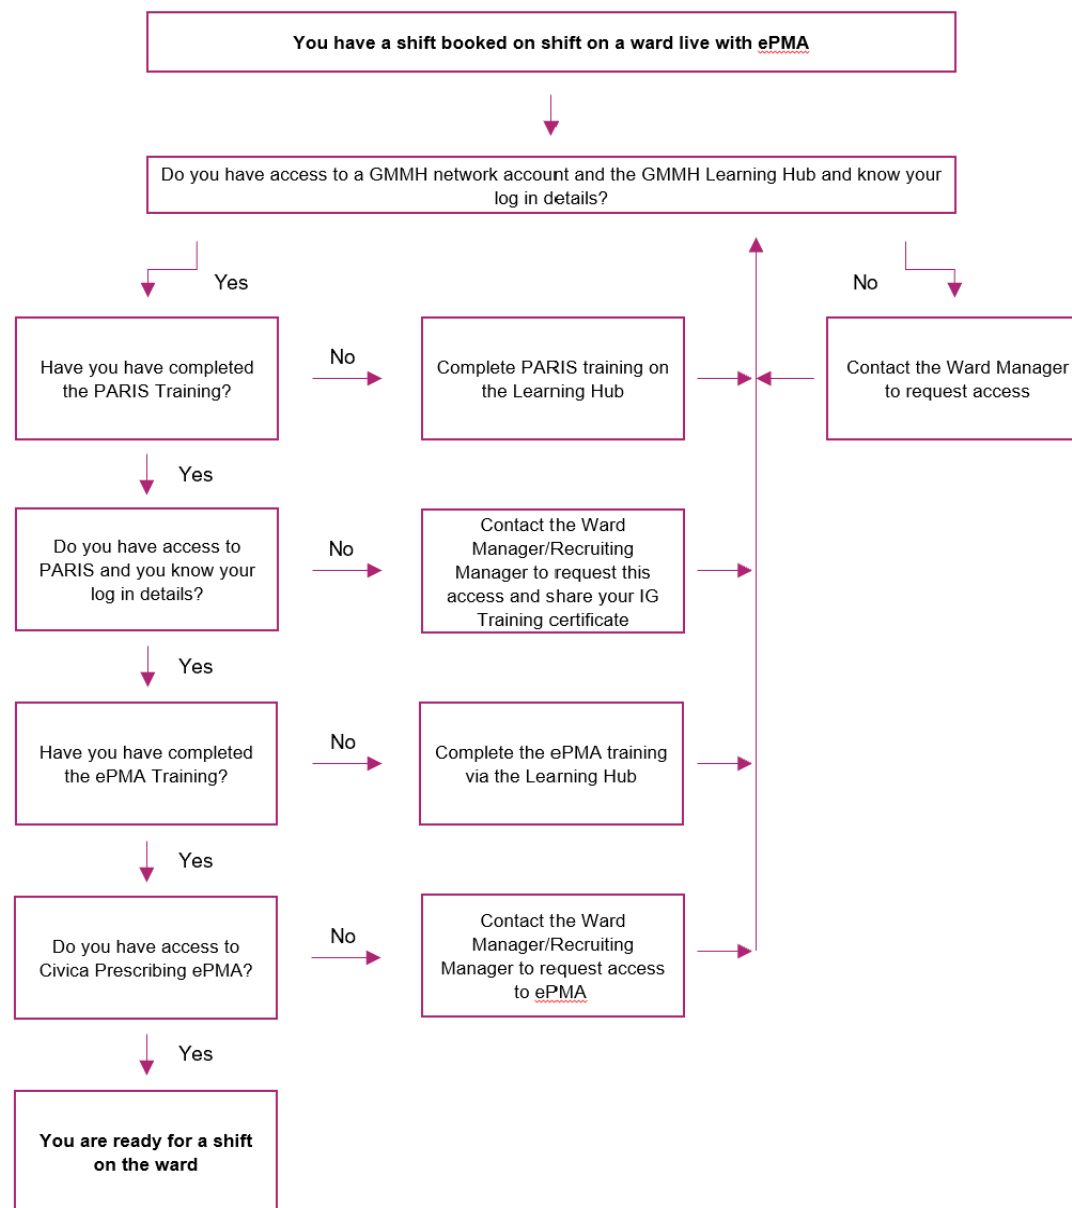 You have a shift booked on shift on a ward live with ePMA
Do you have access to a GMMH network account and the GMMH Learning Hub and know your
log in details?
Yes
No
Have you have completed
the PARIS Training?
No
Complete PARIS training on
the Learning Hub
Contact the Ward Manager
to request access
Yes
Do you have access to
PARIS and you know your
log in details?
No
Contact the Ward
Manager/Recruiting
Manager to request this
access and share your IG
Training certificate
Yes
Have you have completed
the ePMA Training?
No
Complete the ePMA training
via the Learning Hub
Yes
Do you have access to
Civica Prescribing ePMA?
No
Contact the Ward
Manager/Recruiting
Manager to request access
to ePMA
Yes
You are ready for a shift
on the ward